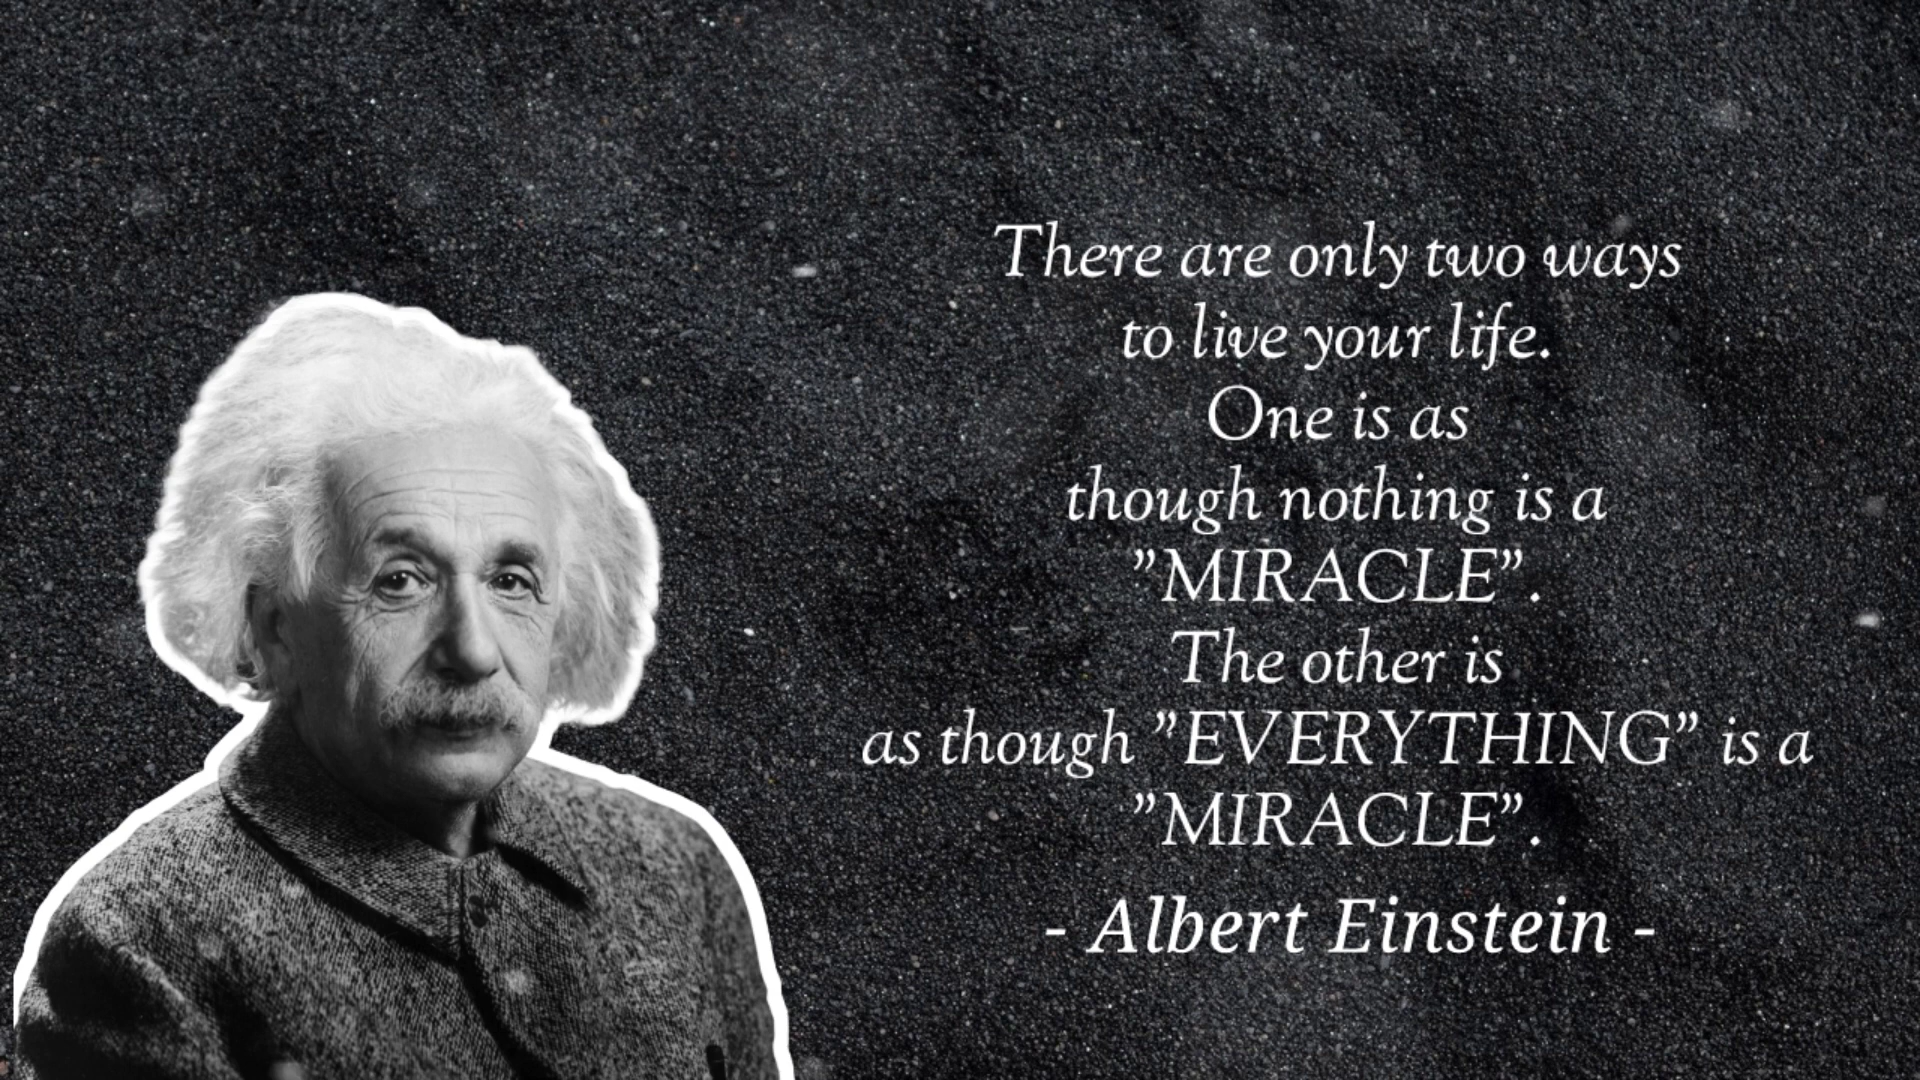 There are only two ways
to live your life.
One is as
though nothing is a
”MIRACLE”.
The other is
as though ”EVERYTHING” is a
”MIRACLE”.
- Albert Einstein -